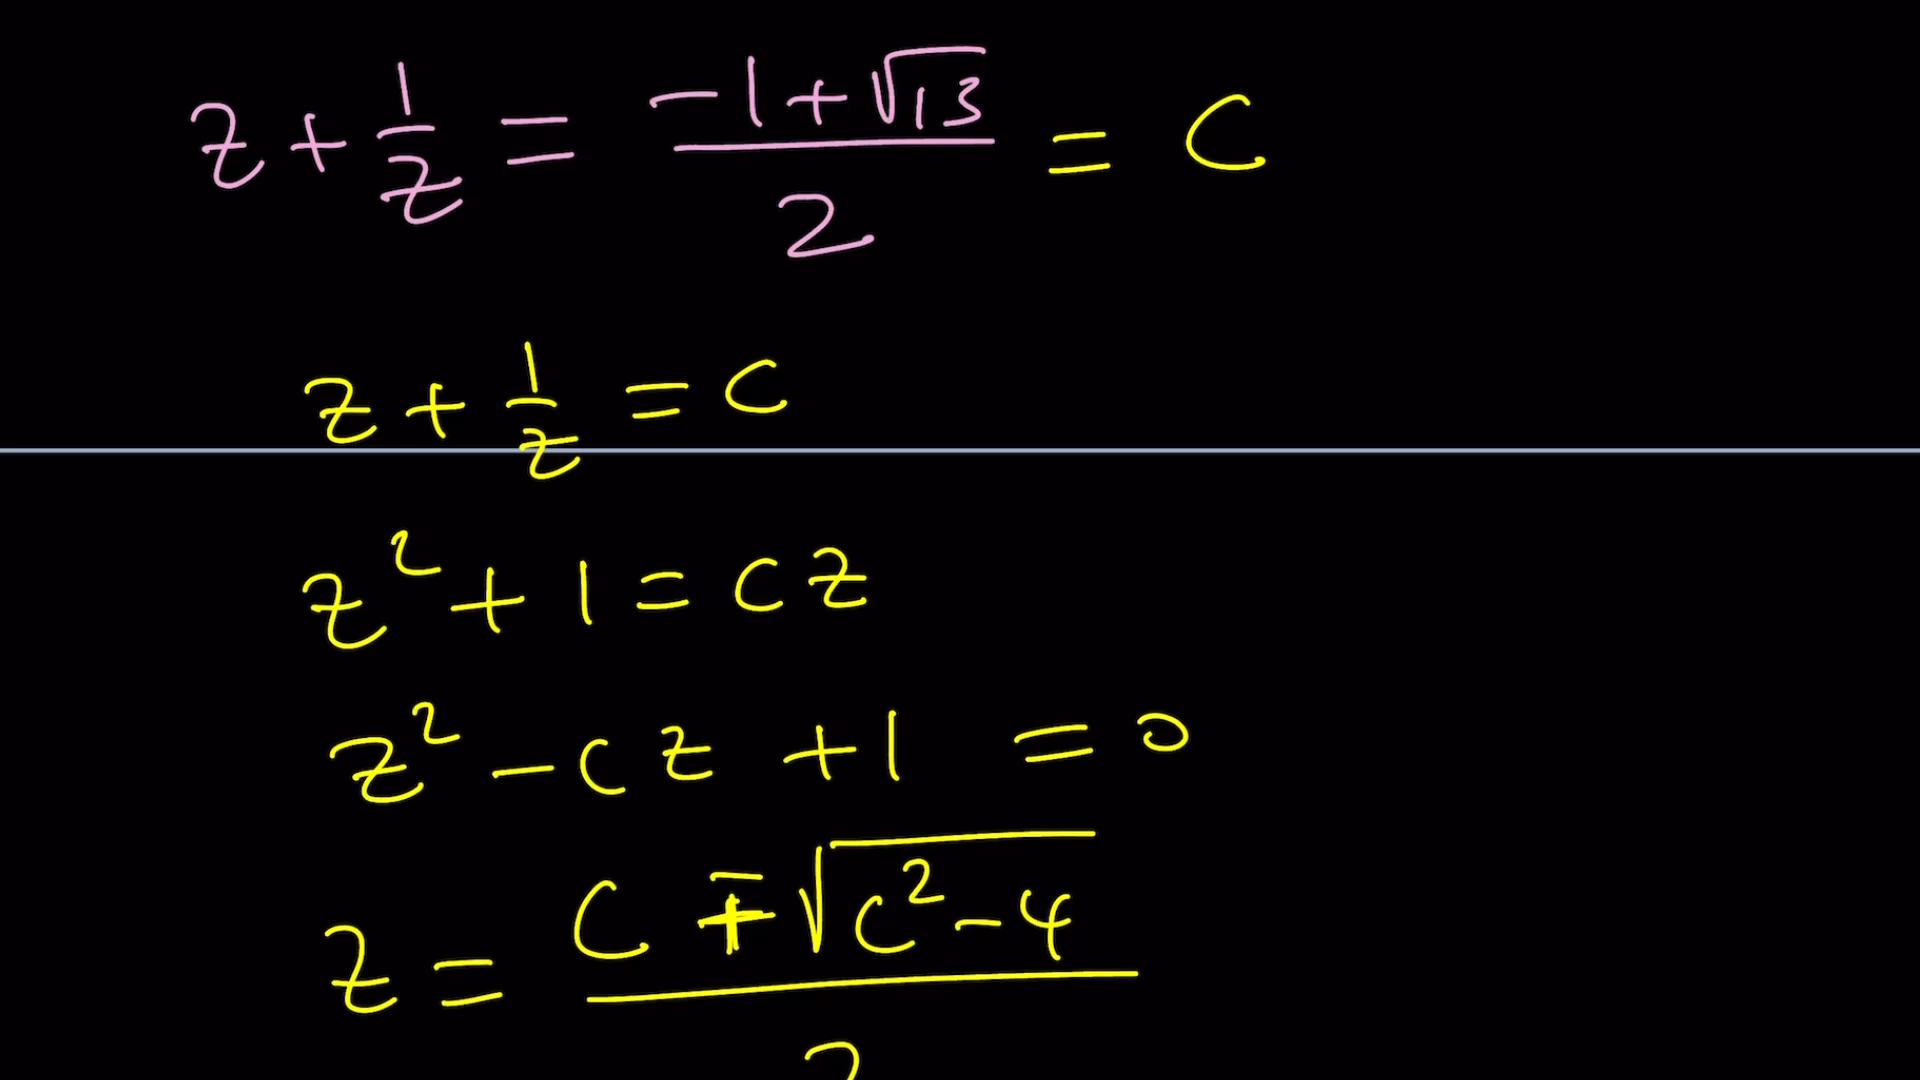 z + 1/z = (-1 + √13)/2 = C
z + 1/z = C
z² + 1 = cz
z² - cz + 1 = 0
z = (C ∓ √(c² - 4))/2